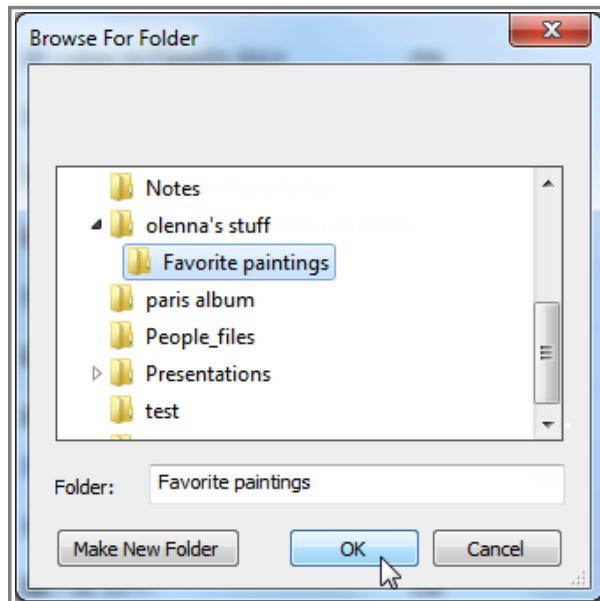 Browse For Folder
Notes
olenna's stuff
Favorite paintings
paris album
People_files
Presentations
test
Folder: Favorite paintings
Make New Folder OK Cancel